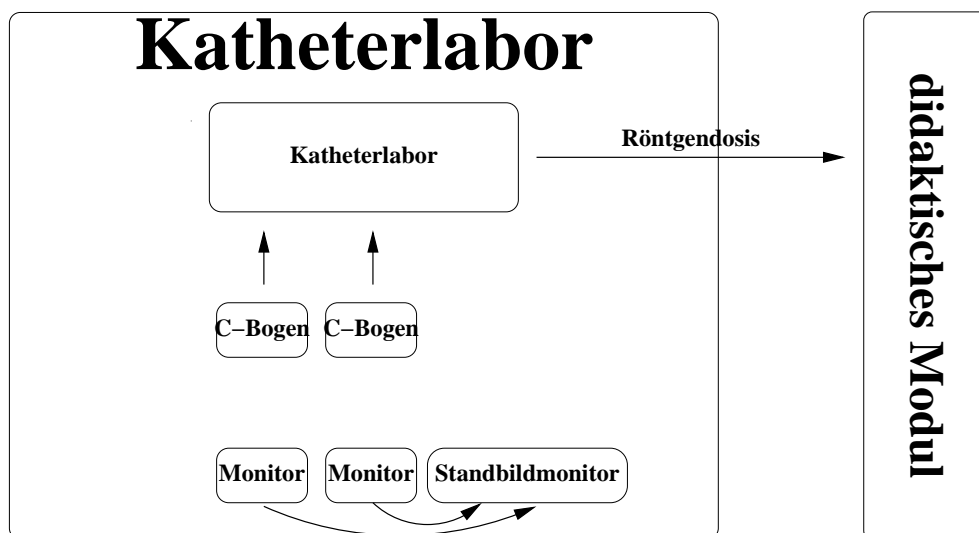 Katheterlabor
Katheterlabor
Röntgendosis
didaktisches Modul
C−Bogen
C−Bogen
Monitor
Monitor
Standbildmonitor